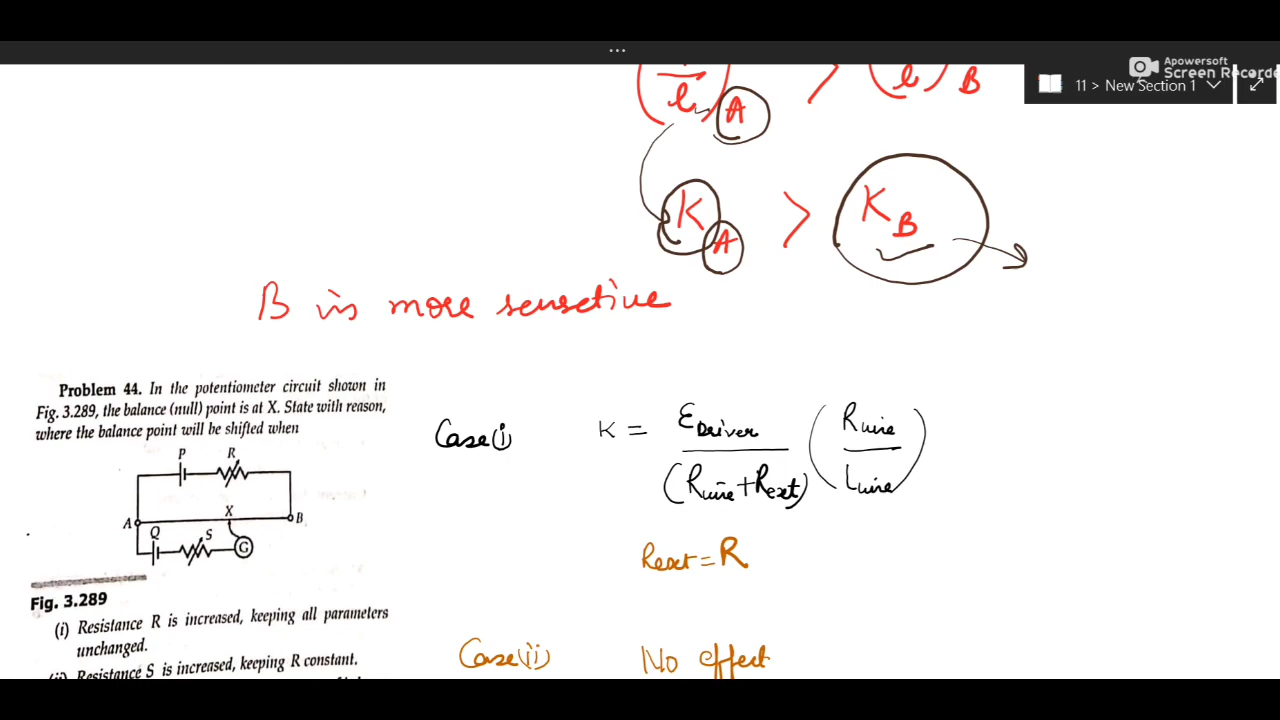 ...
Apowersoft
Screen Recorde
11 > New Section 1
l A > (l) B
K A > K B
B is more sensetive
Problem 44. In the potentiometer circuit shown in
Fig. 3.289, the balance (null) point is at X. State with reason,
where the balance point will be shifted when
P R
A X B
Q S G
Fig. 3.289
(i) Resistance R is increased, keeping all parameters
unchanged.
(ii) Resistance S is increased, keeping R constant.
Case(i) K = ε Driver / (Rwire + Rext) (Rwire / Lwire)
Rext = R
Case(ii) No effect